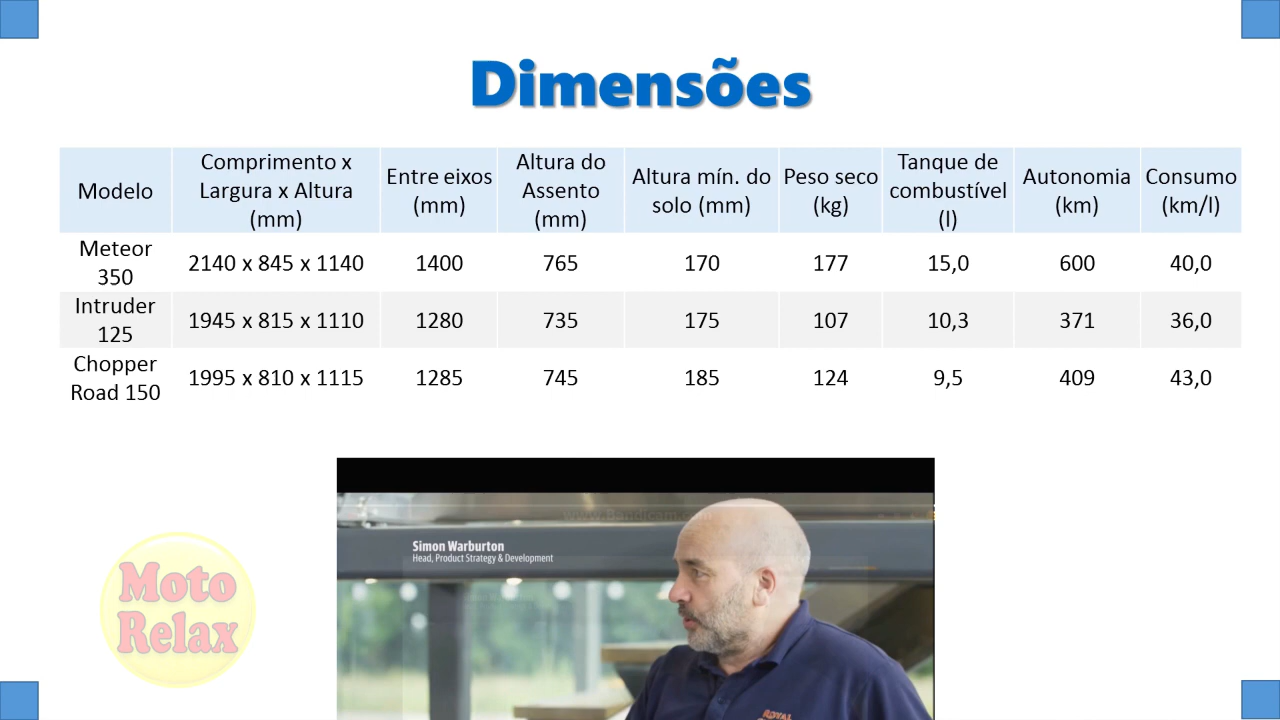 Dimensões
Modelo
Comprimento x
Largura x Altura
(mm)
Entre eixos
(mm)
Altura do
Assento
(mm)
Altura mín. do
solo (mm)
Peso seco
(kg)
Tanque de
combustível
(l)
Autonomia
(km)
Consumo
(km/l)
Meteor
350
2140 x 845 x 1140
1400
765
170
177
15,0
600
40,0
Intruder
125
1945 x 815 x 1110
1280
735
175
107
10,3
371
36,0
Chopper
Road 150
1995 x 810 x 1115
1285
745
185
124
9,5
409
43,0
www.Bandicam.com
Simon Warburton
Head, Product Strategy & Development
Moto
Relax
ROYAL